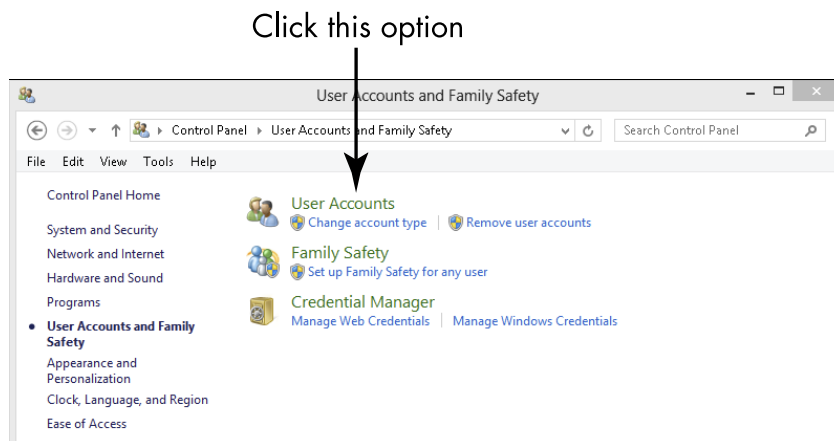 Click this option
User Accounts and Family Safety
Control Panel User Accounts and Family Safety Search Control Panel
File Edit View Tools Help
Control Panel Home
System and Security
Network and Internet
Hardware and Sound
Programs
User Accounts and Family
Safety
Appearance and
Personalization
Clock, Language, and Region
Ease of Access
User Accounts
Change account type Remove user accounts
Family Safety
Set up Family Safety for any user
Credential Manager
Manage Web Credentials Manage Windows Credentials